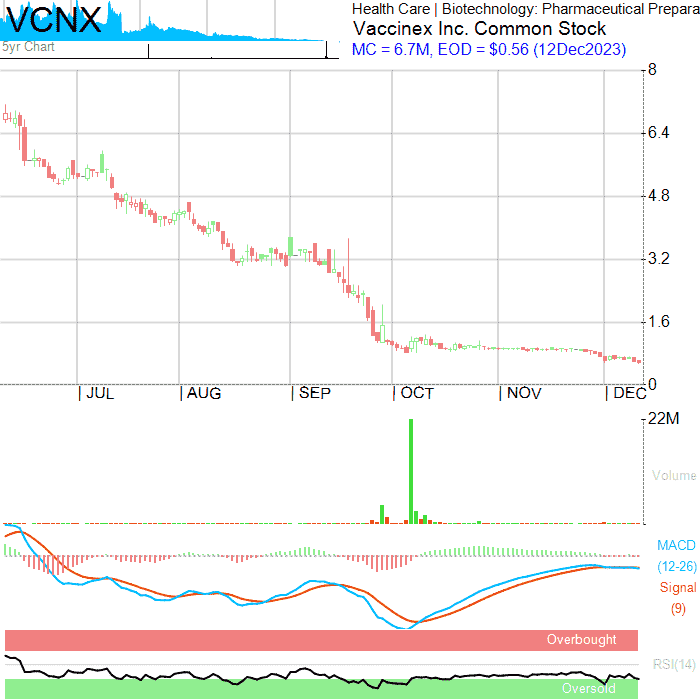 VCNX
5yr Chart
Health Care | Biotechnology: Pharmaceutical Prepara
Vaccinex Inc. Common Stock
MC = 6.7M, EOD = $0.56 (12Dec2023)
8
6.4
4.8
3.2
1.6
0
JUL AUG SEP OCT NOV DEC
22M
Volume
MACD
(12-26)
Signal
(9)
Overbought
RSI(14)
Oversold